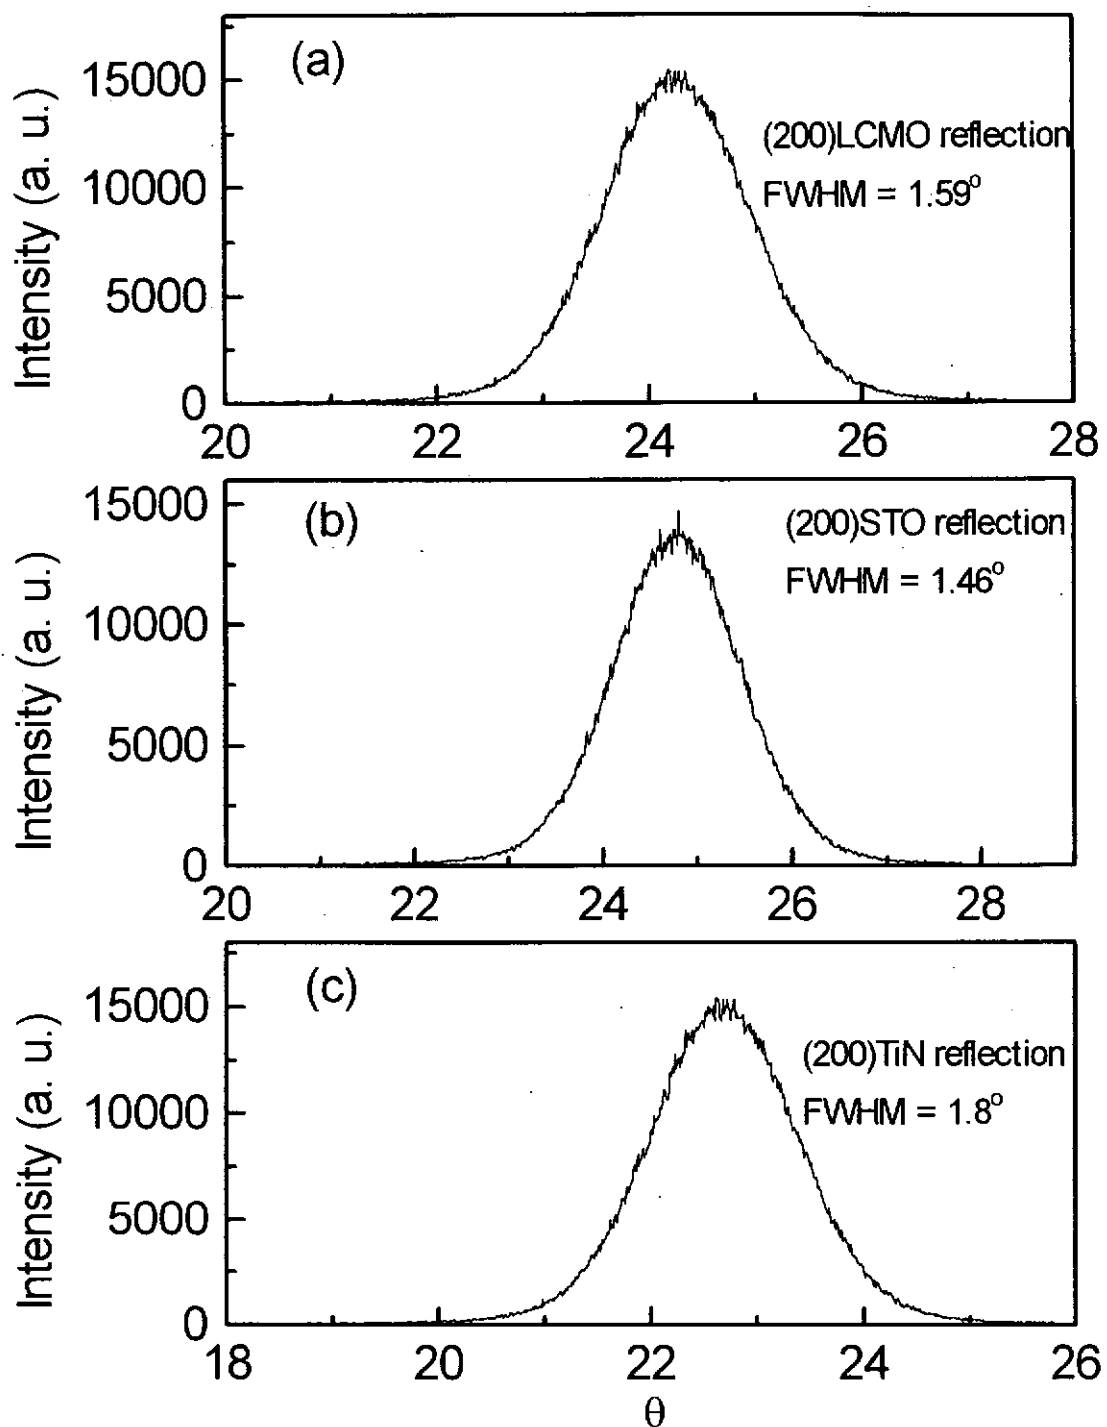 (a)
(200)LCMO reflection
FWHM = 1.59°
Intensity (a. u.)
15000
10000
5000
0
20 22 24 26 28
(b)
(200)STO reflection
FWHM = 1.46°
Intensity (a. u.)
15000
10000
5000
0
20 22 24 26 28
(c)
(200)TiN reflection
FWHM = 1.8°
Intensity (a. u.)
15000
10000
5000
0
18 20 22 24 26
θ